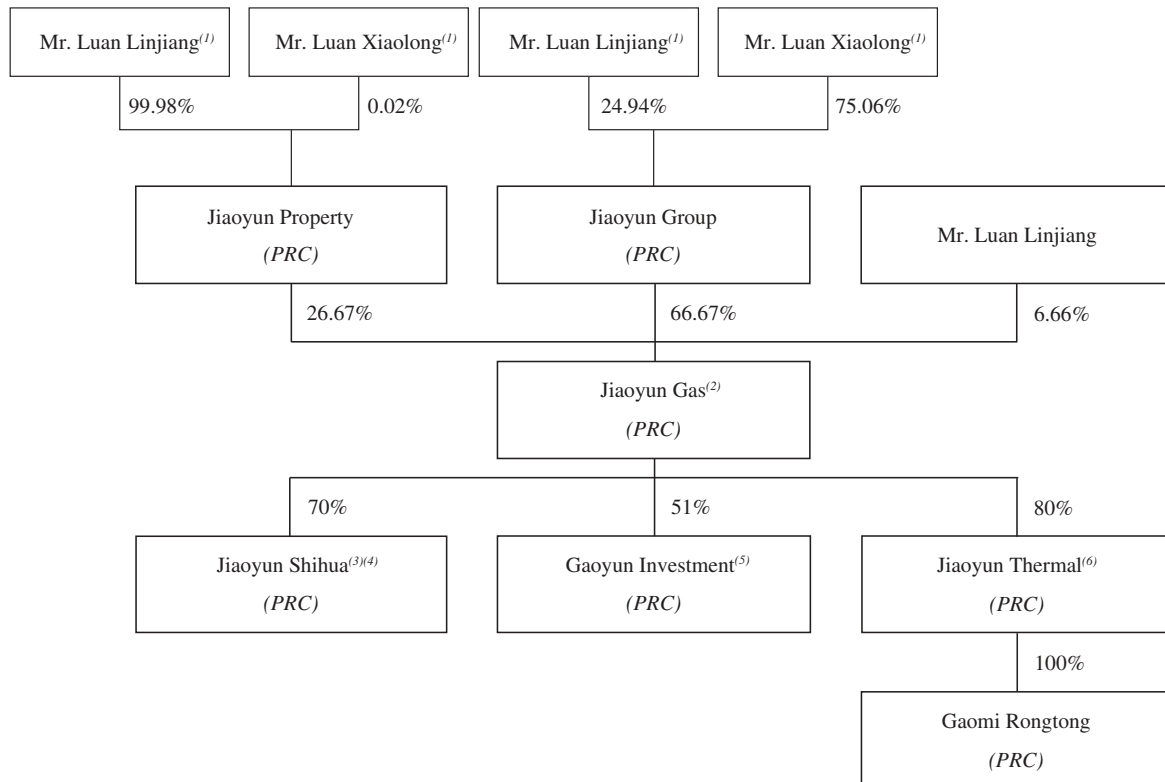 Mr. Luan Linjiang(1)
Mr. Luan Xiaolong(1)
Mr. Luan Linjiang(1)
Mr. Luan Xiaolong(1)
99.98%
0.02%
24.94%
75.06%
Jiaoyun Property
(PRC)
Jiaoyun Group
(PRC)
Mr. Luan Linjiang
26.67%
66.67%
6.66%
Jiaoyun Gas(2)
(PRC)
70%
51%
80%
Jiaoyun Shihua(3)(4)
(PRC)
Gaoyun Investment(5)
(PRC)
Jiaoyun Thermal(6)
(PRC)
100%
Gaomi Rongtong
(PRC)